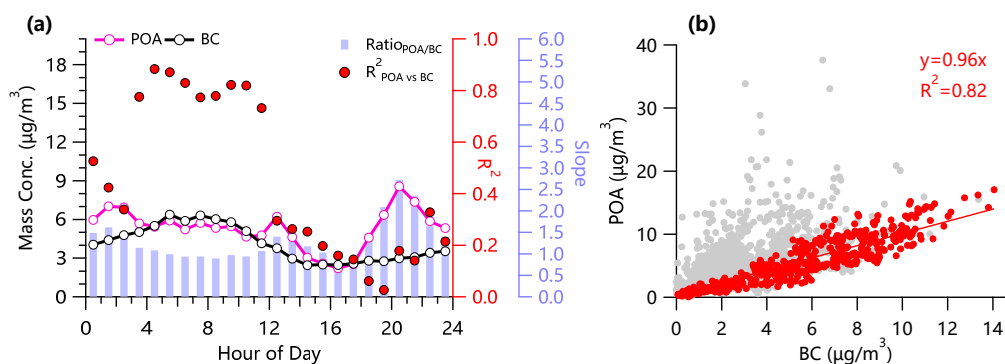 (a)
POA BC
Ratio POA/BC
R² POA vs BC
Mass Conc. (μg/m³)
18
15
12
9
6
3
0
0 4 8 12 16 20 24
Hour of Day
1.0
0.8
0.6
0.4
0.2
0.0
R²
6.0
5.5
5.0
4.5
4.0
3.5
3.0
2.5
2.0
1.5
1.0
0.5
0.0
Slope
(b)
y=0.96x
R²=0.82
POA (μg/m³)
40
30
20
10
0
0 2 4 6 8 10 12 14
BC (μg/m³)